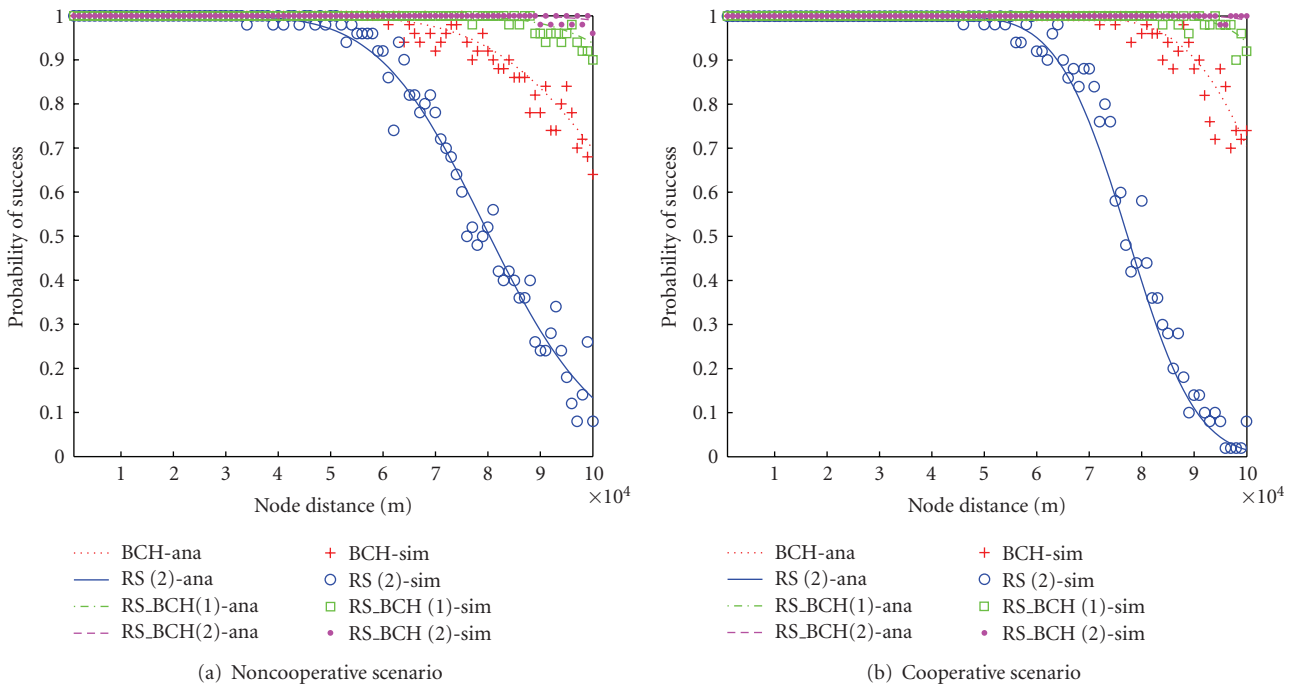 1
0.9
0.8
0.7
0.6
0.5
0.4
0.3
0.2
0.1
0
Probability of success
1 2 3 4 5 6 7 8 9 10
×10⁴
Node distance (m)
BCH-ana
RS (2)-ana
RS_BCH(1)-ana
RS_BCH(2)-ana
BCH-sim
RS (2)-sim
RS_BCH (1)-sim
RS_BCH (2)-sim
(a) Noncooperative scenario
1
0.9
0.8
0.7
0.6
0.5
0.4
0.3
0.2
0.1
0
Probability of success
1 2 3 4 5 6 7 8 9 10
×10⁴
Node distance (m)
BCH-ana
RS (2)-ana
RS_BCH(1)-ana
RS_BCH(2)-ana
BCH-sim
RS (2)-sim
RS_BCH (1)-sim
RS_BCH (2)-sim
(b) Cooperative scenario